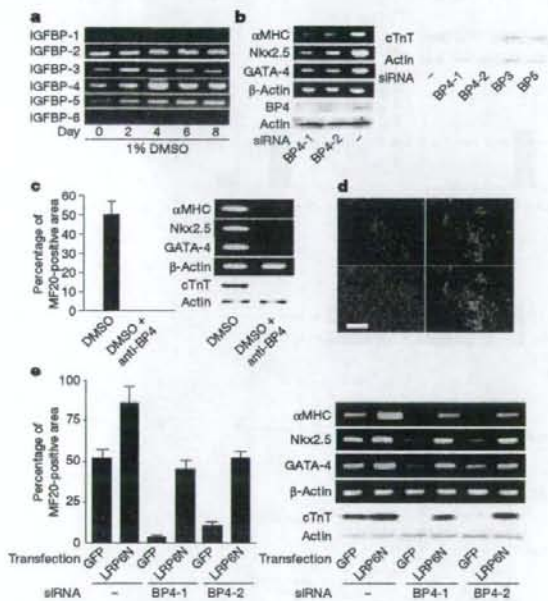 a
IGFBP-1
IGFBP-2
IGFBP-3
IGFBP-4
IGFBP-5
IGFBP-6
Day 0 2 4 6 8
1% DMSO
b
αMHC
Nkx2.5
GATA-4
β-Actin
BP4
Actin
siRNA BP4-1 BP4-2 –
cTnT
Actin
siRNA – BP4-1 BP4-2 BP3 BP5
c
Percentage of
MF20-positive area
60
50
40
30
20
10
0
DMSO
DMSO +
anti-BP4
αMHC
Nkx2.5
GATA-4
β-Actin
cTnT
Actin
DMSO
DMSO +
anti-BP4
d
e
Percentage of
MF20-positive area
100
75
50
25
0
Transfection GFP LRP6N GFP LRP6N GFP LRP6N
siRNA – BP4-1 BP4-2
αMHC
Nkx2.5
GATA-4
β-Actin
cTnT
Actin
Transfection GFP LRP6N GFP LRP6N GFP LRP6N
siRNA – BP4-1 BP4-2